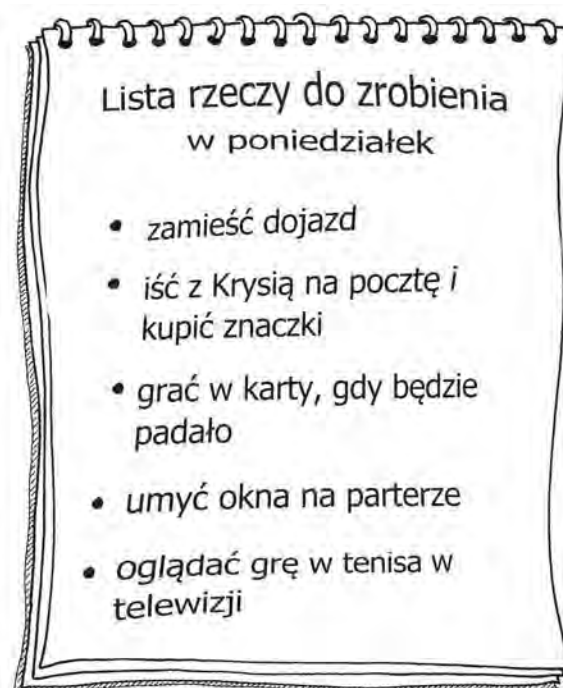 Lista rzeczy do zrobienia
w poniedziałek
• zamieść dojazd
• iść z Krysią na pocztę i
kupić znaczki
• grać w karty, gdy będzie
padało
• umyć okna na parterze
• oglądać grę w tenisa w
telewizji